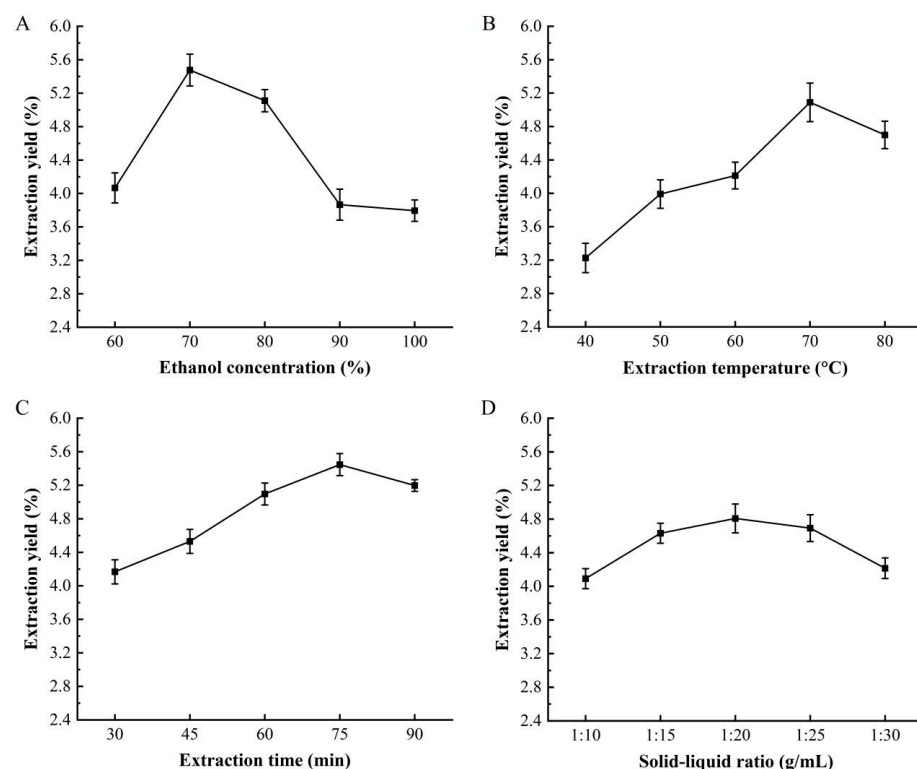 A
Extraction yield (%)
6.0
5.6
5.2
4.8
4.4
4.0
3.6
3.2
2.8
2.4
60 70 80 90 100
Ethanol concentration (%)
B
Extraction yield (%)
6.0
5.6
5.2
4.8
4.4
4.0
3.6
3.2
2.8
2.4
40 50 60 70 80
Extraction temperature (°C)
C
Extraction yield (%)
6.0
5.6
5.2
4.8
4.4
4.0
3.6
3.2
2.8
2.4
30 45 60 75 90
Extraction time (min)
D
Extraction yield (%)
6.0
5.6
5.2
4.8
4.4
4.0
3.6
3.2
2.8
2.4
1:10 1:15 1:20 1:25 1:30
Solid-liquid ratio (g/mL)